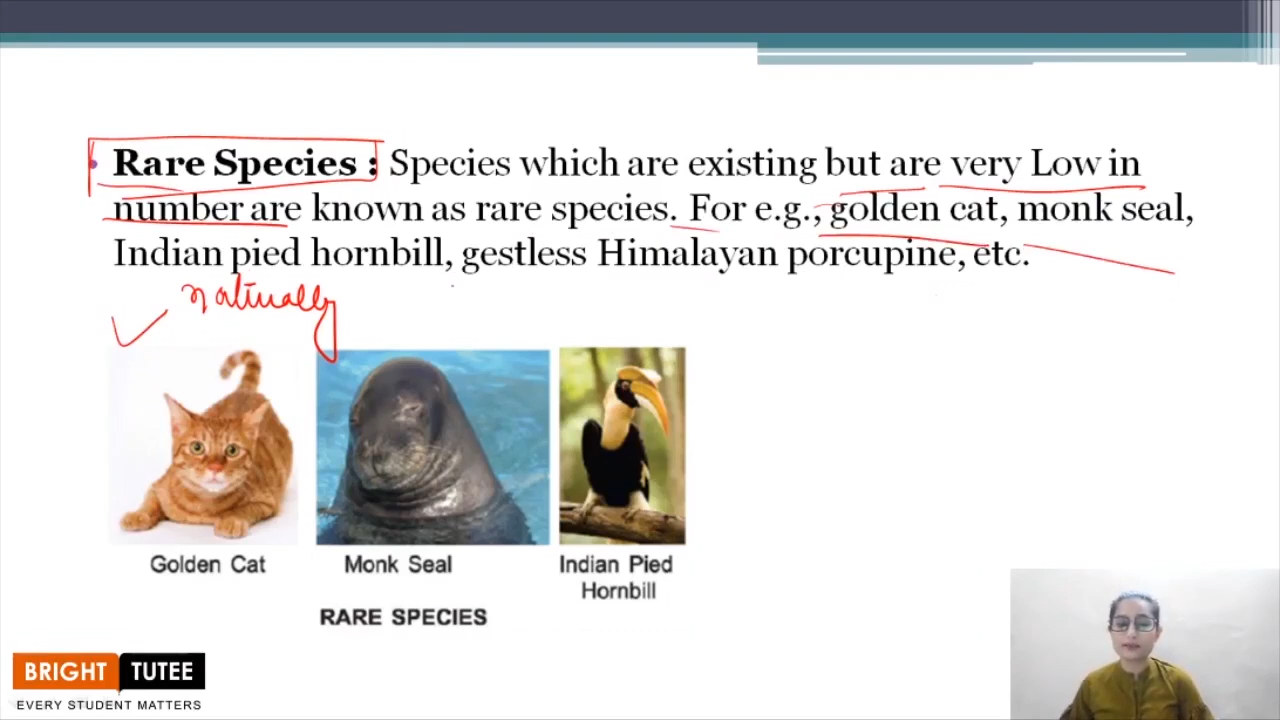 • Rare Species : Species which are existing but are very Low in
number are known as rare species. For e.g., golden cat, monk seal,
Indian pied hornbill, gestless Himalayan porcupine, etc.
naturally
Golden Cat
Monk Seal
Indian Pied
Hornbill
RARE SPECIES
BRIGHT TUTEE
EVERY STUDENT MATTERS